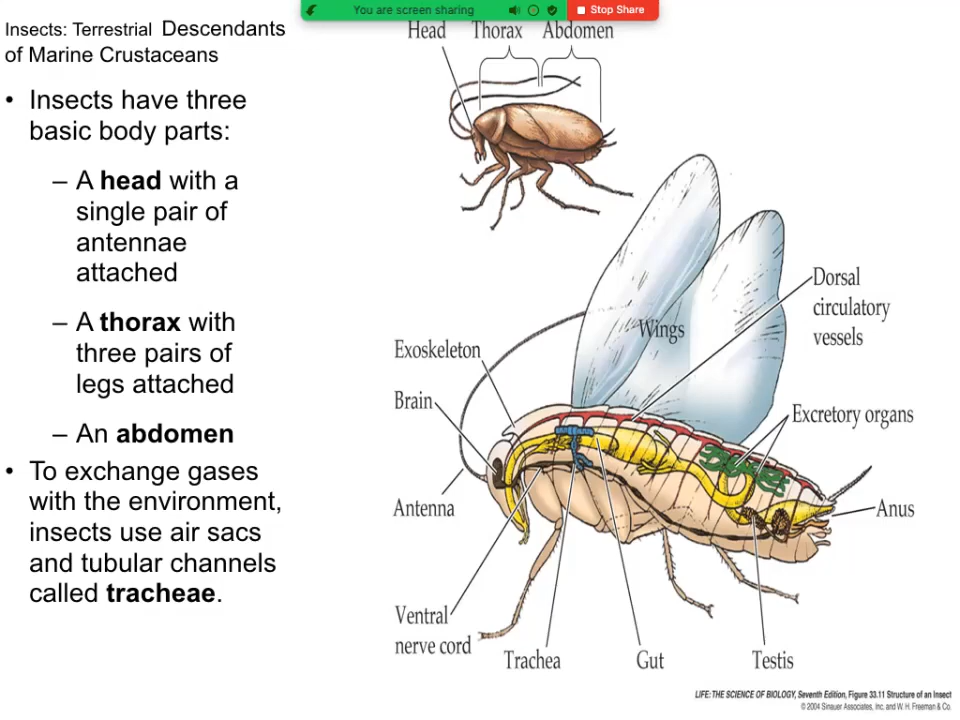 You are screen sharing
Stop Share
Insects: Terrestrial Descendants
of Marine Crustaceans
• Insects have three
basic body parts:
– A head with a
single pair of
antennae
attached
– A thorax with
three pairs of
legs attached
– An abdomen
• To exchange gases
with the environment,
insects use air sacs
and tubular channels
called tracheae.
Head Thorax Abdomen
Wings
Dorsal
circulatory
vessels
Exoskeleton
Brain
Excretory organs
Antenna
Anus
Ventral
nerve cord
Trachea
Gut
Testis
LIFE: THE SCIENCE OF BIOLOGY, Seventh Edition, Figure 33.11 Structure of an Insect
© 2004 Sinauer Associates, Inc. and W. H. Freeman & Co.